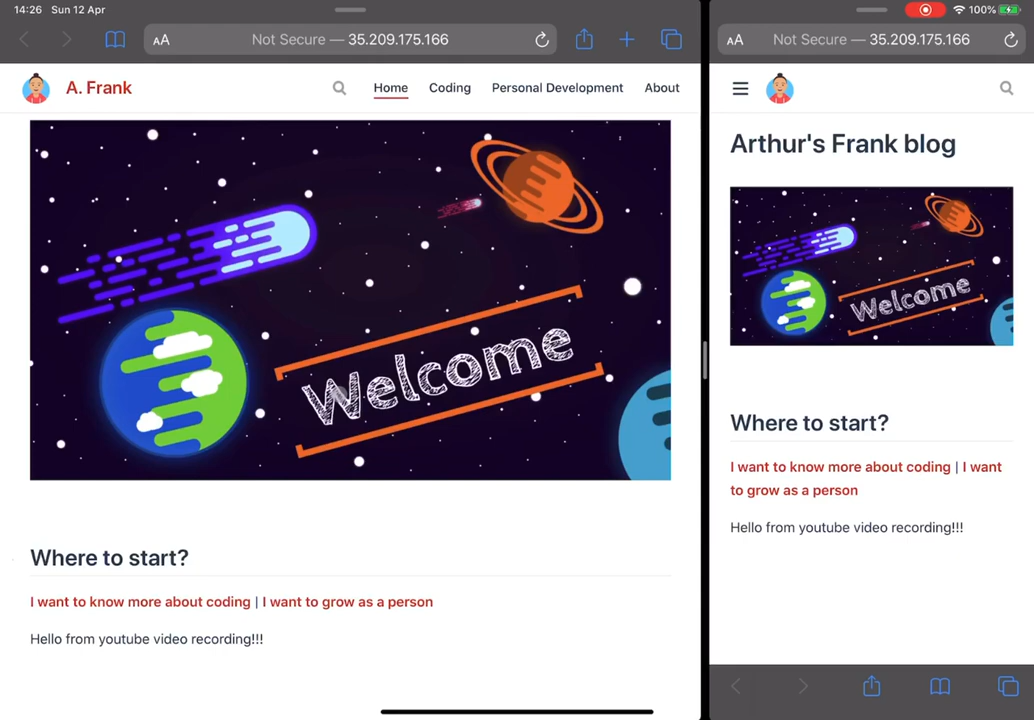 14:26 Sun 12 Apr
AA Not Secure — 35.209.175.166
A. Frank
Home Coding Personal Development About
Welcome
Where to start?
I want to know more about coding | I want to grow as a person
Hello from youtube video recording!!!
100%
AA Not Secure — 35.209.175.166
Arthur's Frank blog
Welcome
Where to start?
I want to know more about coding | I want
to grow as a person
Hello from youtube video recording!!!